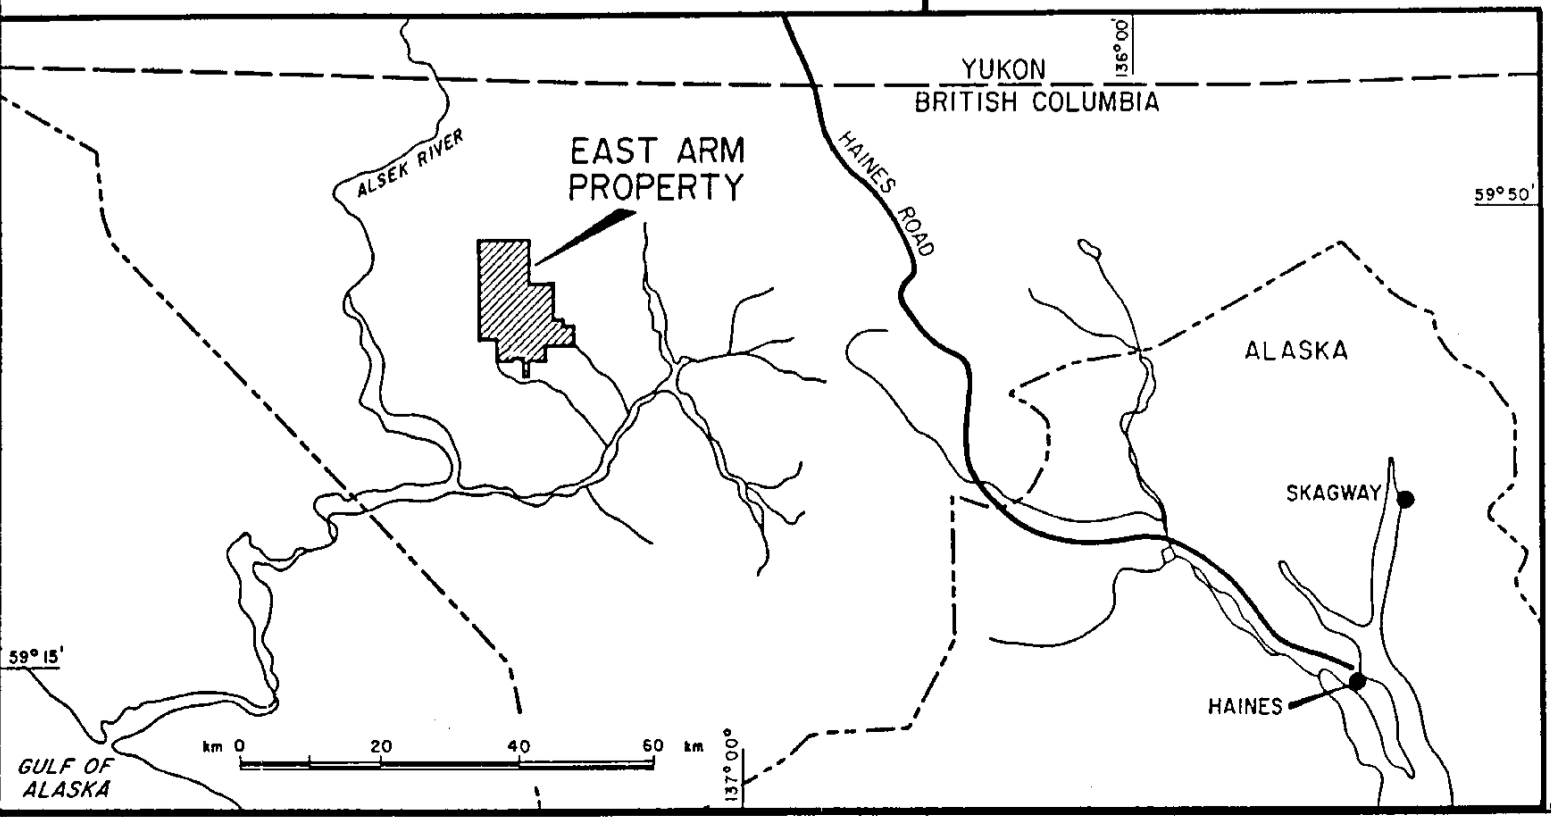 136°00'
YUKON
BRITISH COLUMBIA
HAINES ROAD
ALSEK RIVER
EAST ARM
PROPERTY
59°50'
ALASKA
SKAGWAY
59°15'
HAINES
km 0 20 40 60 km
137°00'
GULF OF
ALASKA